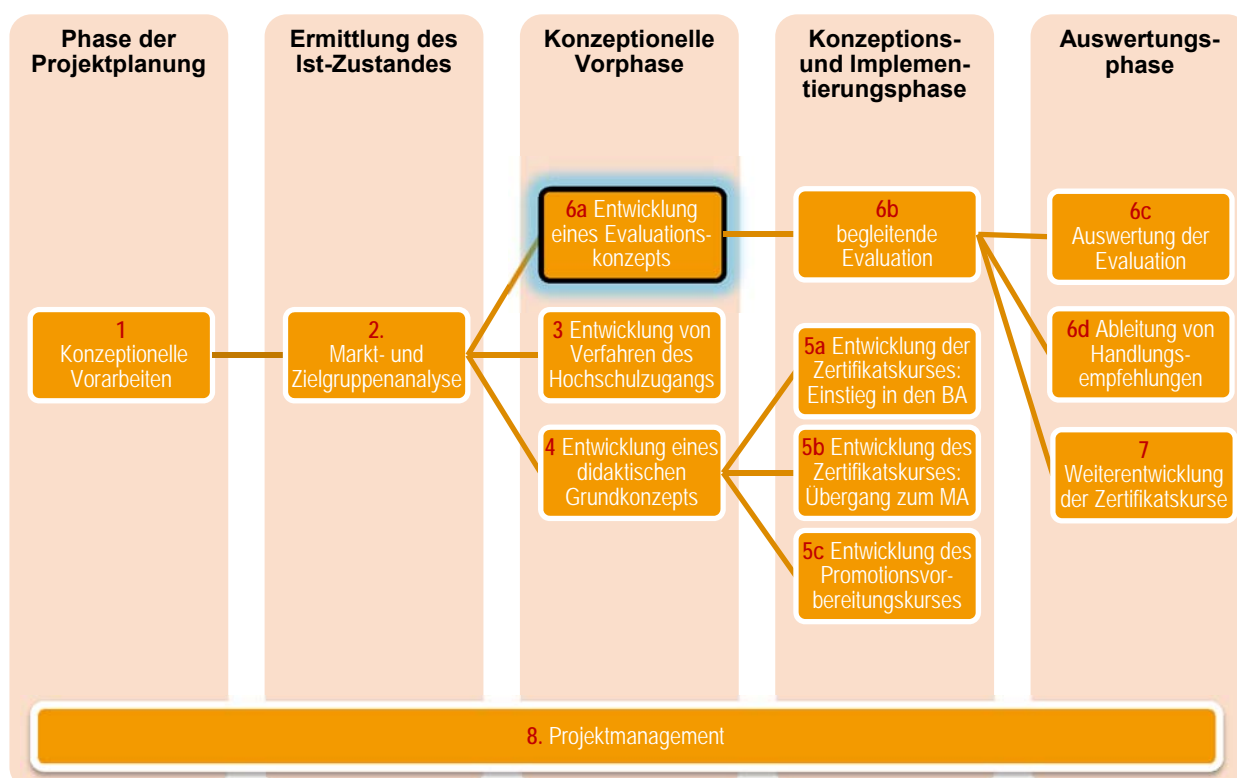 Phase der
Projektplanung
Ermittlung des
Ist-Zustandes
Konzeptionelle
Vorphase
Konzeptions-
und Implemen-
tierungsphase
Auswertungs-
phase
6a Entwicklung
eines Evaluations-
konzepts
6b
begleitende
Evaluation
6c
Auswertung der
Evaluation
1
Konzeptionelle
Vorarbeiten
2.
Markt- und
Zielgruppenanalyse
3 Entwicklung von
Verfahren des
Hochschulzugangs
5a Entwicklung der
Zertifikatskurses:
Einstieg in den BA
6d Ableitung von
Handlungs-
empfehlungen
4 Entwicklung eines
didaktischen
Grundkonzepts
5b Entwicklung des
Zertifikatskurses:
Übergang zum MA
7
Weiterentwicklung
der Zertifikatskurse
5c Entwicklung des
Promotionsvor-
bereitungskurses
8. Projektmanagement